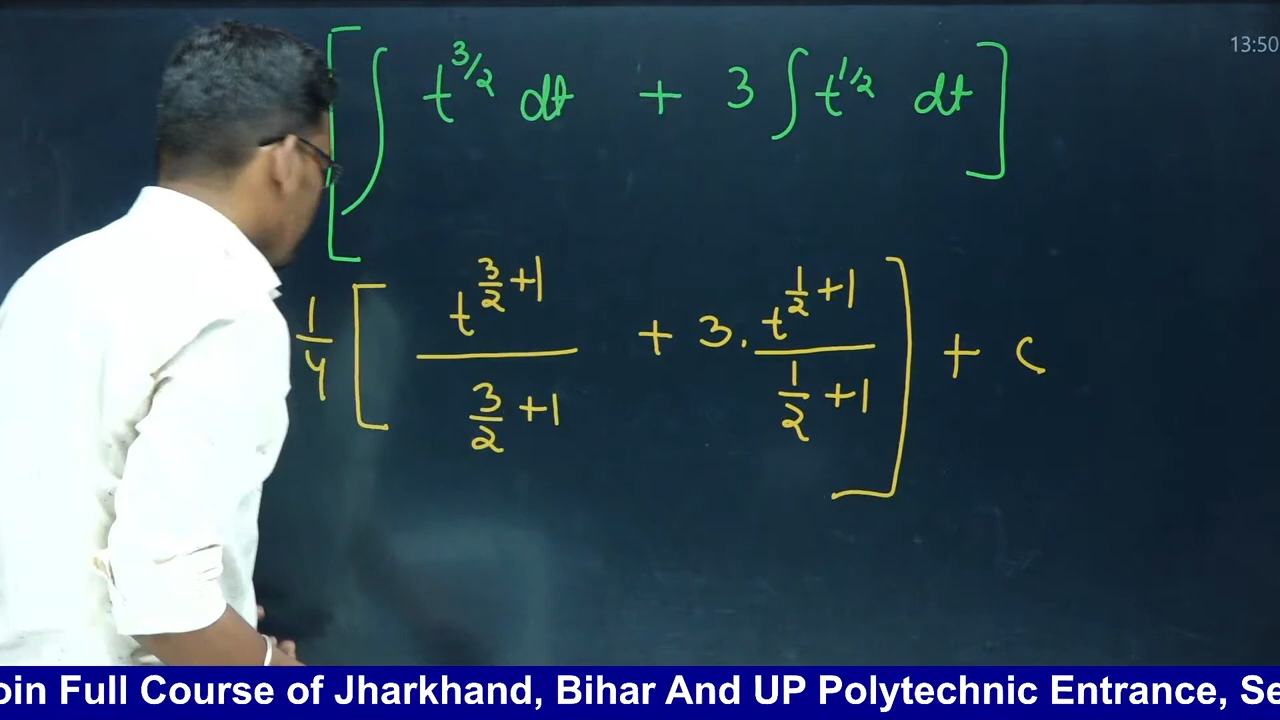 13:50
[∫ t^{3/2} dt + 3 ∫ t^{1/2} dt]
1/4 [ t^{3/2+1} / (3/2+1) + 3. t^{1/2+1} / (1/2+1) ] + c
oin Full Course of Jharkhand, Bihar And UP Polytechnic Entrance, Se